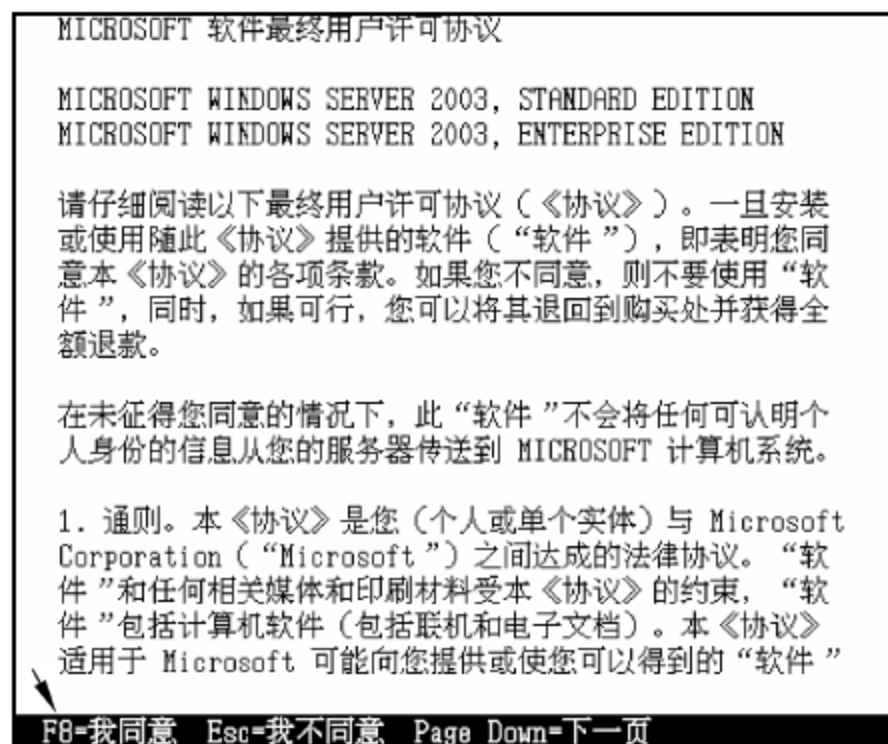 MICROSOFT 软件最终用户许可协议
MICROSOFT WINDOWS SERVER 2003, STANDARD EDITION
MICROSOFT WINDOWS SERVER 2003, ENTERPRISE EDITION
请仔细阅读以下最终用户许可协议（《协议》）。一旦安装
或使用随此《协议》提供的软件（“软件”），即表明您同
意本《协议》的各项条款。如果您不同意，则不要使用“软
件”，同时，如果可行，您可以将其退回到购买处并获得全
额退款。
在未征得您同意的情况下，此“软件”不会将任何可认明个
人身份的信息从您的服务器传送到 MICROSOFT 计算机系统。
1. 通则。本《协议》是您（个人或单个实体）与 Microsoft
Corporation（“Microsoft”）之间达成的法律协议。“软
件”和任何相关媒体和印刷材料受本《协议》的约束，“软
件”包括计算机软件（包括联机和电子文档）。本《协议》
适用于 Microsoft 可能向您提供或使您可以得到的“软件”
F8=我同意 Esc=我不同意 Page Down=下一页